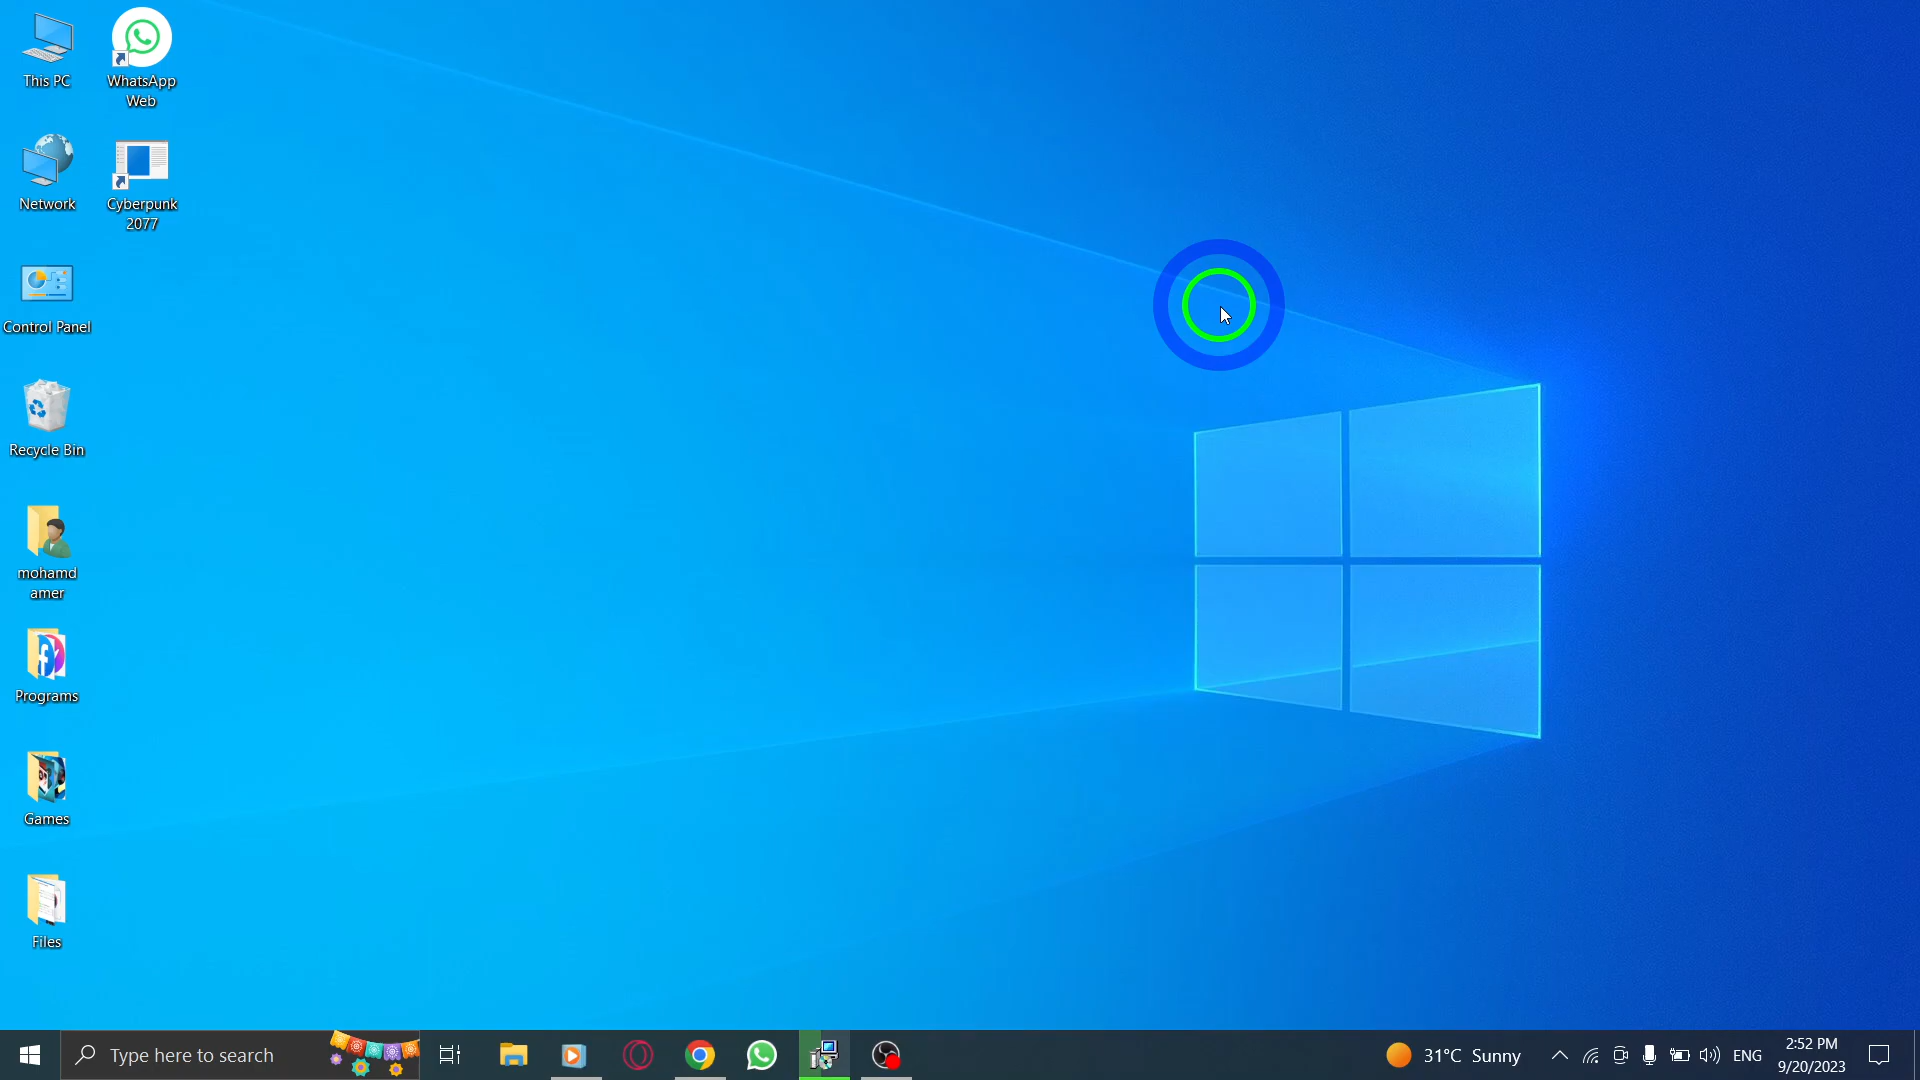 This PC
WhatsApp
Web
Network
Cyberpunk
2077
Control Panel
Recycle Bin
mohamd
amer
Programs
Games
Files
Type here to search
31°C Sunny
ENG
2:52 PM
9/20/2023